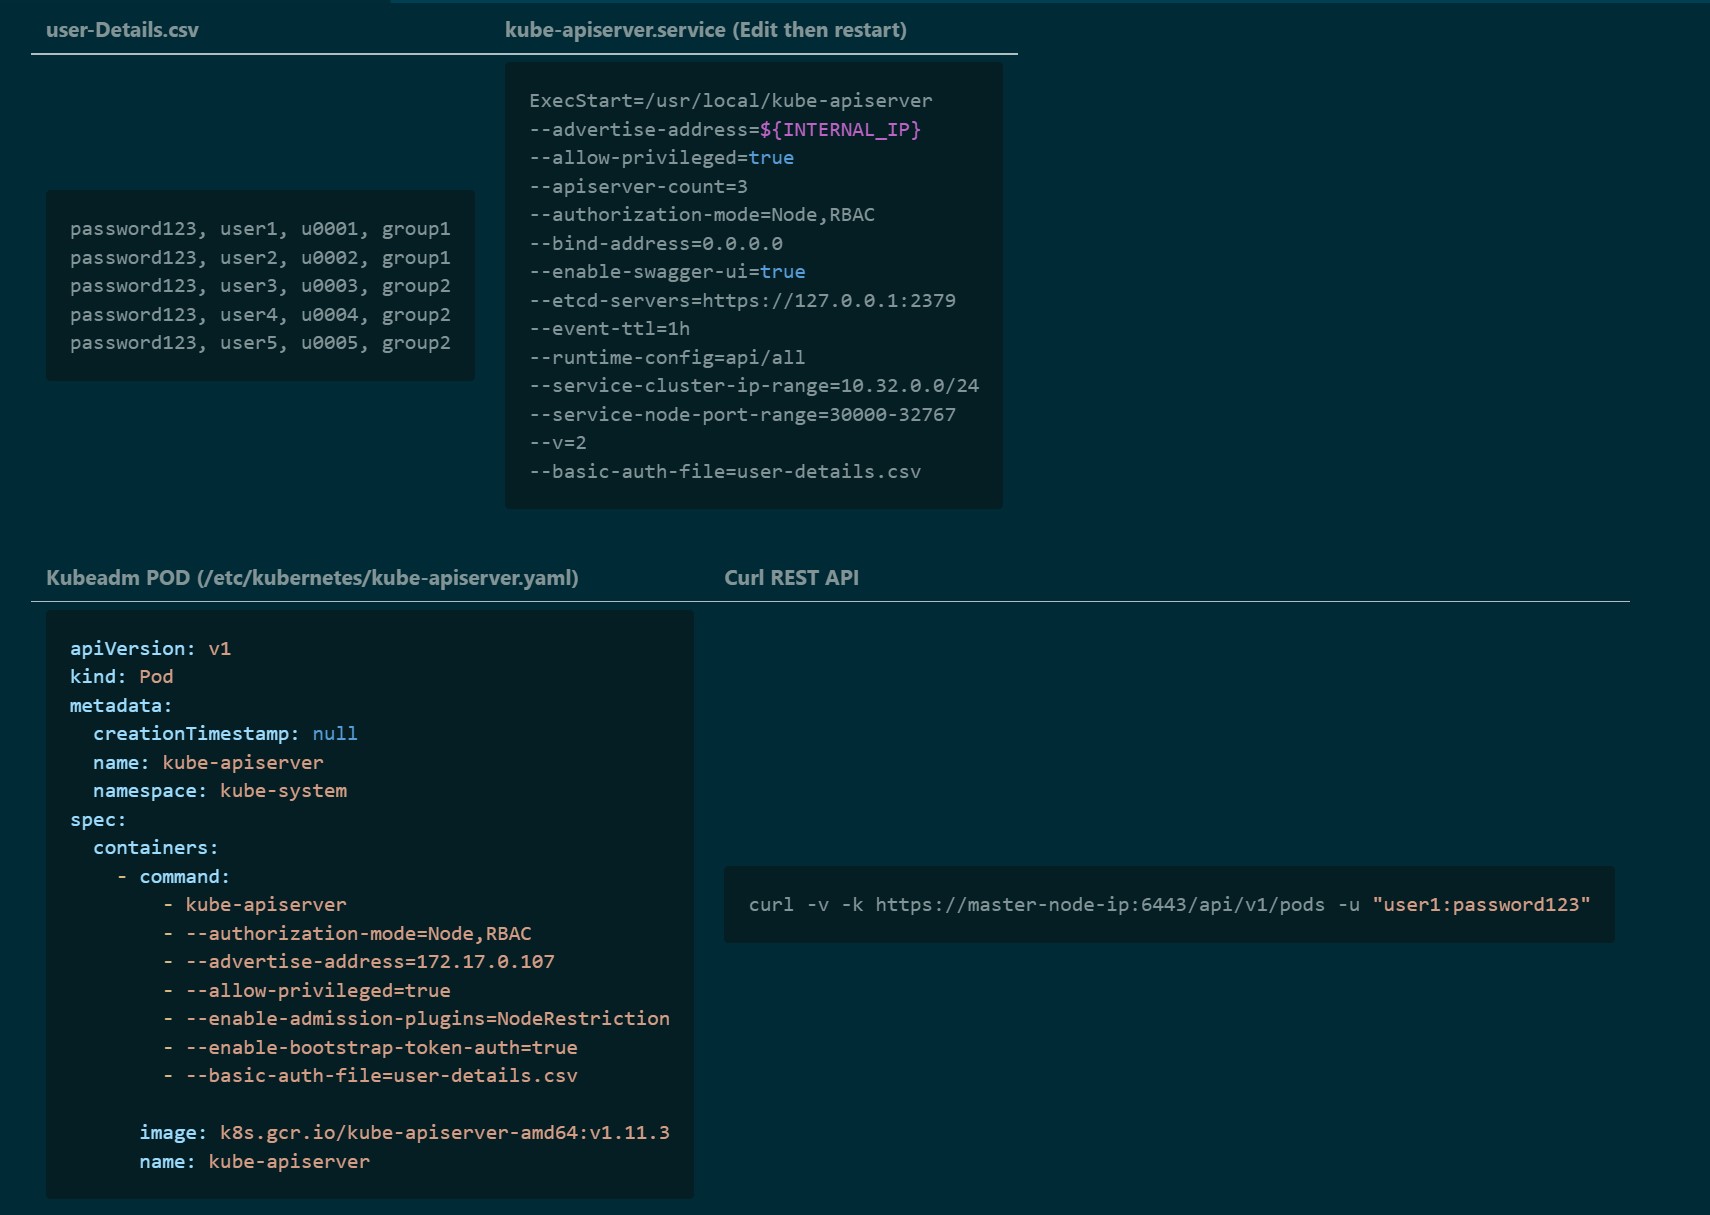 user-Details.csv
kube-apiserver.service (Edit then restart)
password123, user1, u0001, group1
password123, user2, u0002, group1
password123, user3, u0003, group2
password123, user4, u0004, group2
password123, user5, u0005, group2
ExecStart=/usr/local/kube-apiserver
--advertise-address=${INTERNAL_IP}
--allow-privileged=true
--apiserver-count=3
--authorization-mode=Node,RBAC
--bind-address=0.0.0.0
--enable-swagger-ui=true
--etcd-servers=https://127.0.0.1:2379
--event-ttl=1h
--runtime-config=api/all
--service-cluster-ip-range=10.32.0.0/24
--service-node-port-range=30000-32767
--v=2
--basic-auth-file=user-details.csv
Kubeadm POD (/etc/kubernetes/kube-apiserver.yaml)
Curl REST API
apiVersion: v1
kind: Pod
metadata:
  creationTimestamp: null
  name: kube-apiserver
  namespace: kube-system
spec:
  containers:
    - command:
        - kube-apiserver
        - --authorization-mode=Node,RBAC
        - --advertise-address=172.17.0.107
        - --allow-privileged=true
        - --enable-admission-plugins=NodeRestriction
        - --enable-bootstrap-token-auth=true
        - --basic-auth-file=user-details.csv
      image: k8s.gcr.io/kube-apiserver-amd64:v1.11.3
      name: kube-apiserver
curl -v -k https://master-node-ip:6443/api/v1/pods -u "user1:password123"